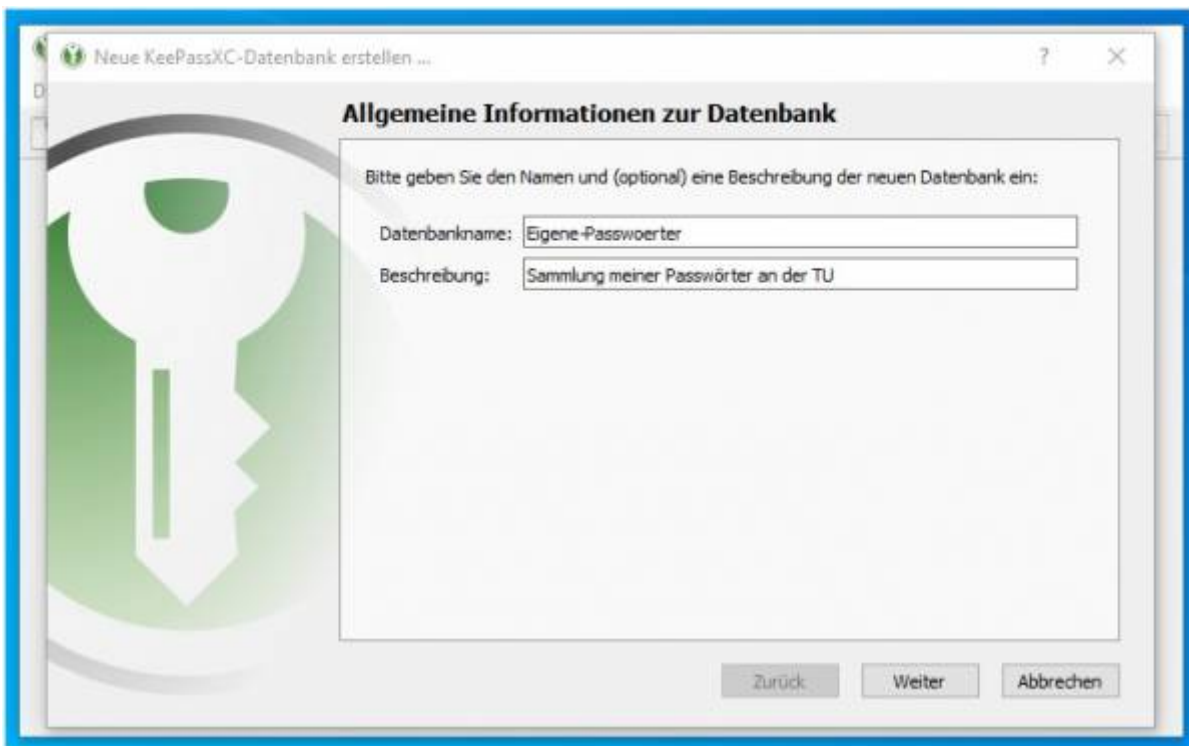 Neue KeePassXC-Datenbank erstellen ...
Allgemeine Informationen zur Datenbank
Bitte geben Sie den Namen und (optional) eine Beschreibung der neuen Datenbank ein:
Datenbankname: Eigene-Passwoerter
Beschreibung: Sammlung meiner Passwörter an der TU
Zurück Weiter Abbrechen